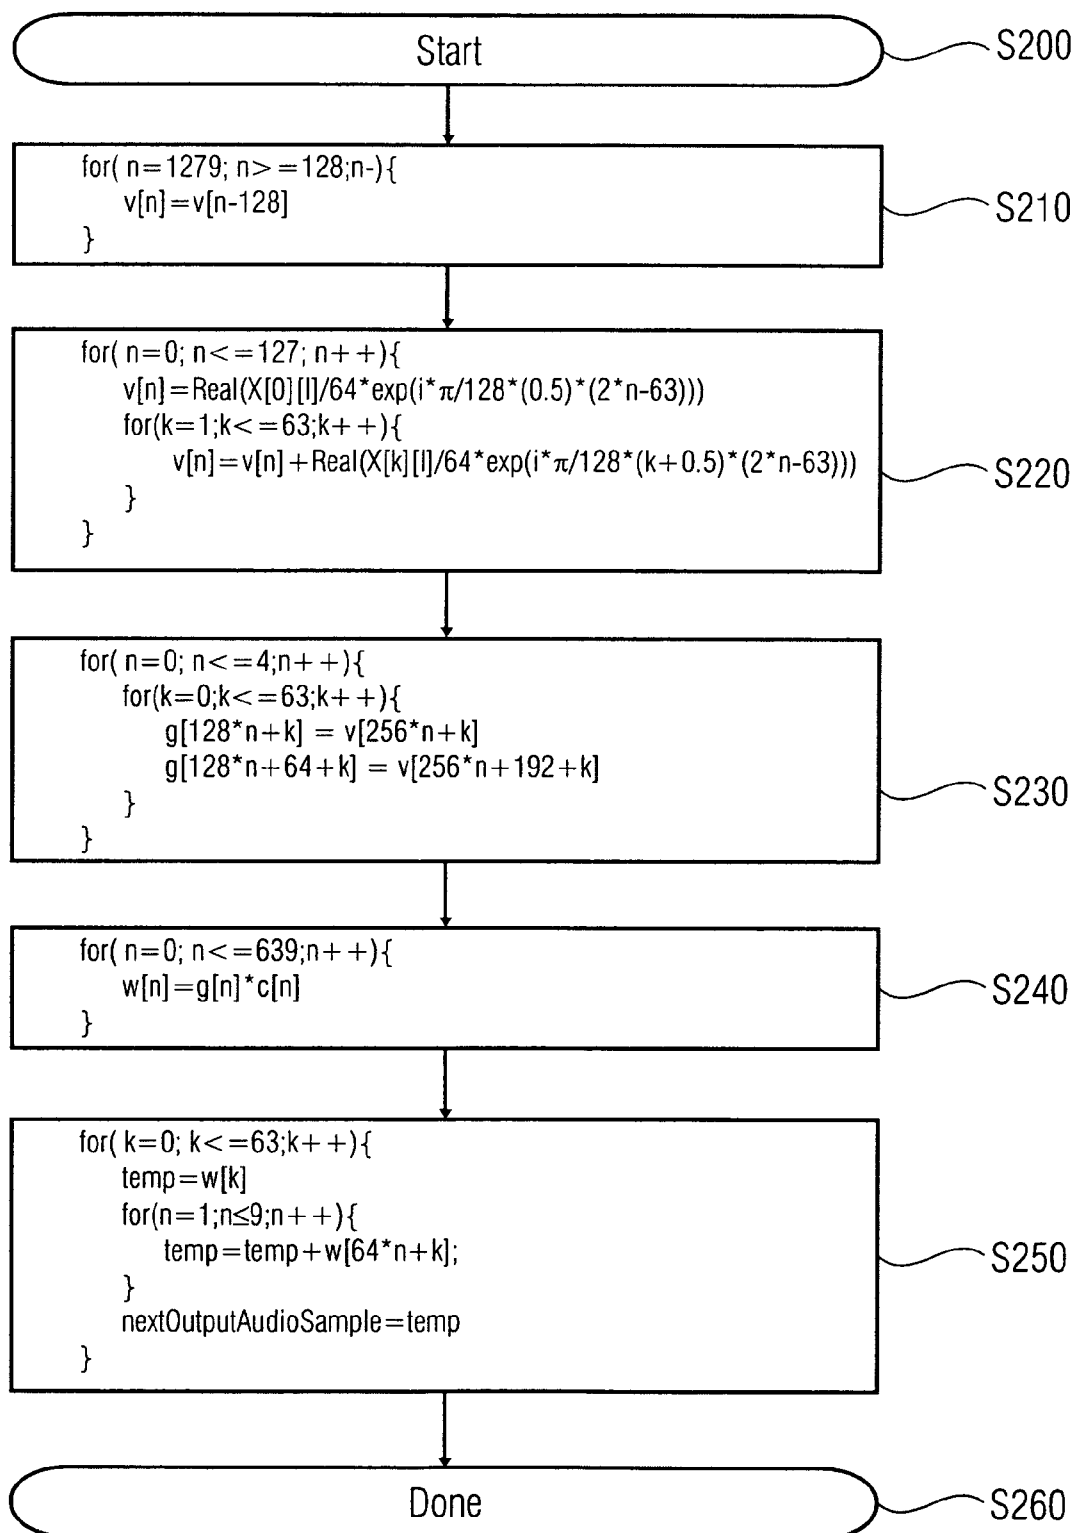 Start
S200
for( n=1279; n>=128;n-){
v[n]=v[n-128]
}
S210
for( n=0; n<=127; n++){
v[n]=Real(X[0][l]/64*exp(i*π/128*(0.5)*(2*n-63)))
for(k=1;k<=63;k++){
v[n]=v[n]+Real(X[k][l]/64*exp(i*π/128*(k+0.5)*(2*n-63)))
}
}
S220
for( n=0; n<=4;n++){
for(k=0;k<=63;k++){
g[128*n+k] = v[256*n+k]
g[128*n+64+k] = v[256*n+192+k]
}
}
S230
for( n=0; n<=639;n++){
w[n]=g[n]*c[n]
}
S240
for( k=0; k<=63;k++){
temp=w[k]
for(n=1;n≤9;n++){
temp=temp+w[64*n+k];
}
nextOutputAudioSample=temp
}
S250
Done
S260